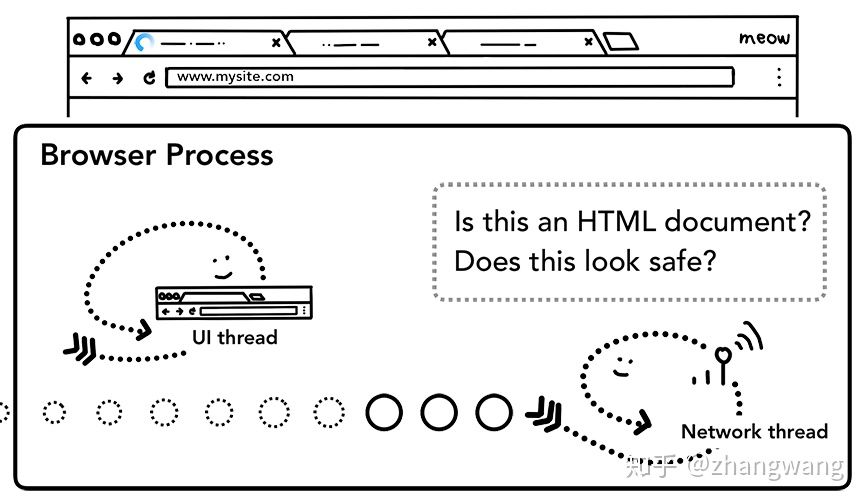 meow
www.mysite.com
Browser Process
Is this an HTML document?
Does this look safe?
UI thread
Network thread
知乎 @zhangwang